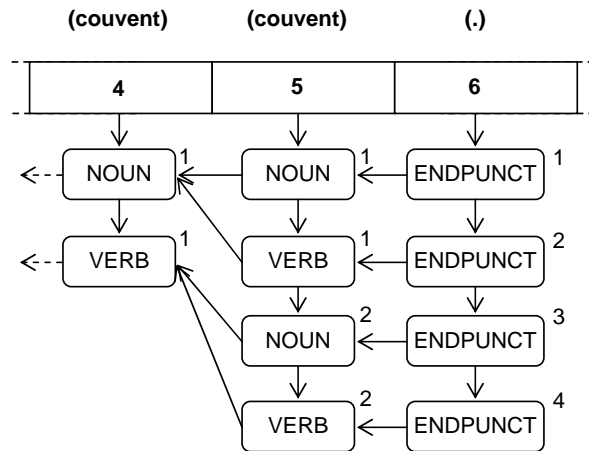 (couvent) (couvent) (.)
4 5 6
1 1 1
NOUN NOUN ENDPUNCT
1 1 2
VERB VERB ENDPUNCT
2 3
NOUN ENDPUNCT
2 4
VERB ENDPUNCT